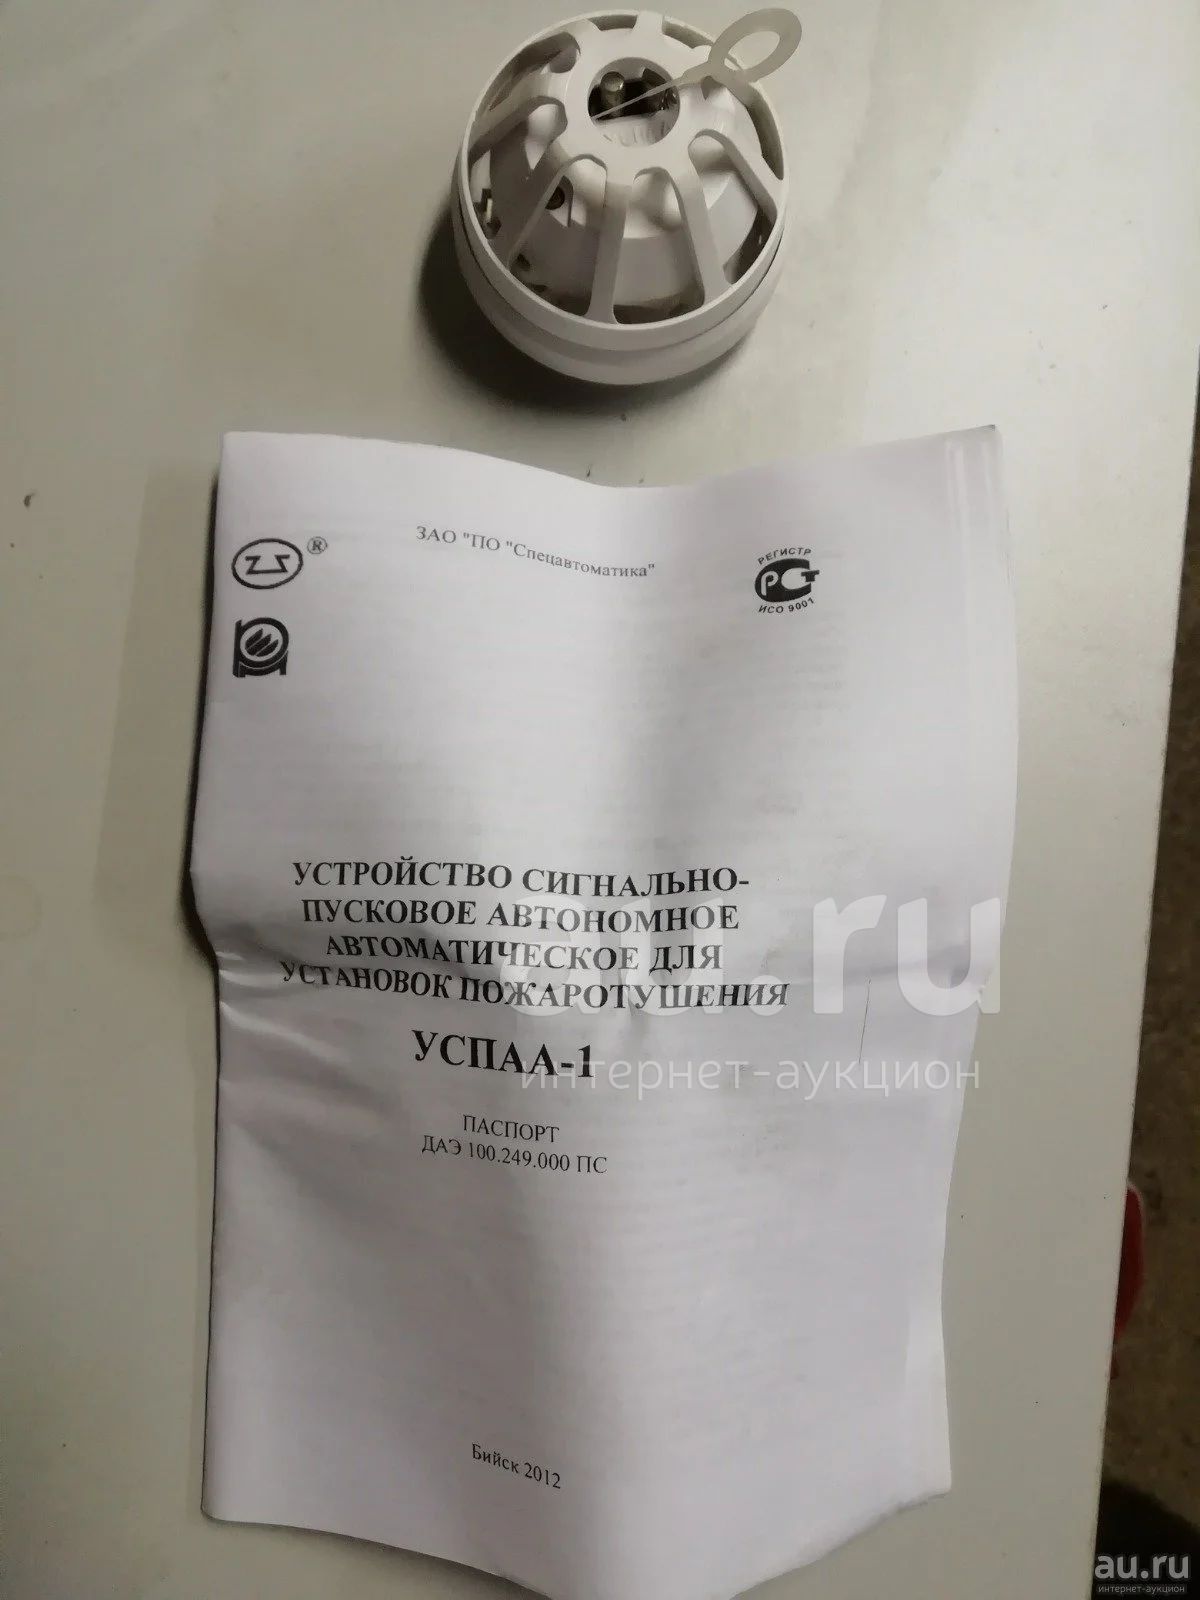 ЗАО "ПО "Спецавтоматика"
®
РЕГИСТР
РСТ
ИСО 9001
УСТРОЙСТВО СИГНАЛЬНО-
ПУСКОВОЕ АВТОНОМНОЕ
АВТОМАТИЧЕСКОЕ ДЛЯ
УСТАНОВОК ПОЖАРОТУШЕНИЯ
au.ru
УСПАА-1
интернет-аукцион
ПАСПОРТ
ДАЭ 100.249.000 ПС
Бийск 2012
au.ru
интернет-аукцион